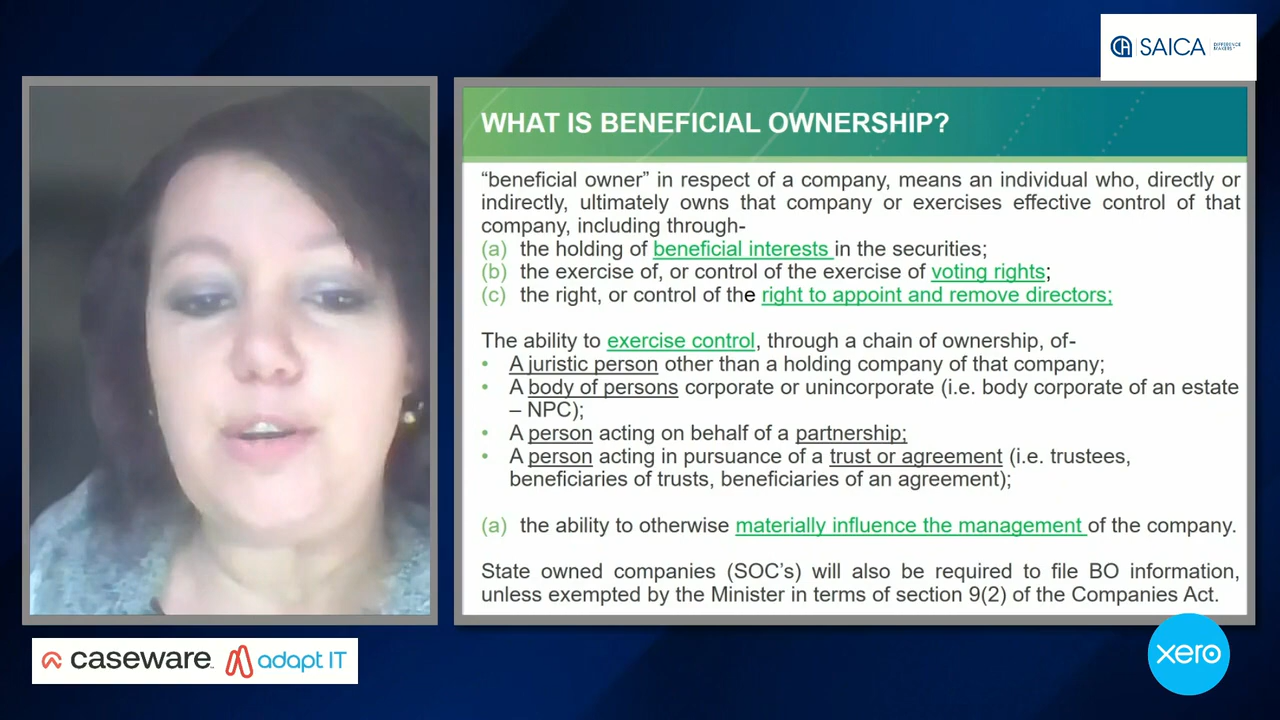 SAICA
DIFFERENCE MAKERS
WHAT IS BENEFICIAL OWNERSHIP?
“beneficial owner” in respect of a company, means an individual who, directly or
indirectly, ultimately owns that company or exercises effective control of that
company, including through-
(a) the holding of beneficial interests in the securities;
(b) the exercise of, or control of the exercise of voting rights;
(c) the right, or control of the right to appoint and remove directors;
The ability to exercise control, through a chain of ownership, of-
• A juristic person other than a holding company of that company;
• A body of persons corporate or unincorporate (i.e. body corporate of an estate
– NPC);
• A person acting on behalf of a partnership;
• A person acting in pursuance of a trust or agreement (i.e. trustees,
beneficiaries of trusts, beneficiaries of an agreement);
(a) the ability to otherwise materially influence the management of the company.
State owned companies (SOC’s) will also be required to file BO information,
unless exempted by the Minister in terms of section 9(2) of the Companies Act.
caseware
adapt IT
xero